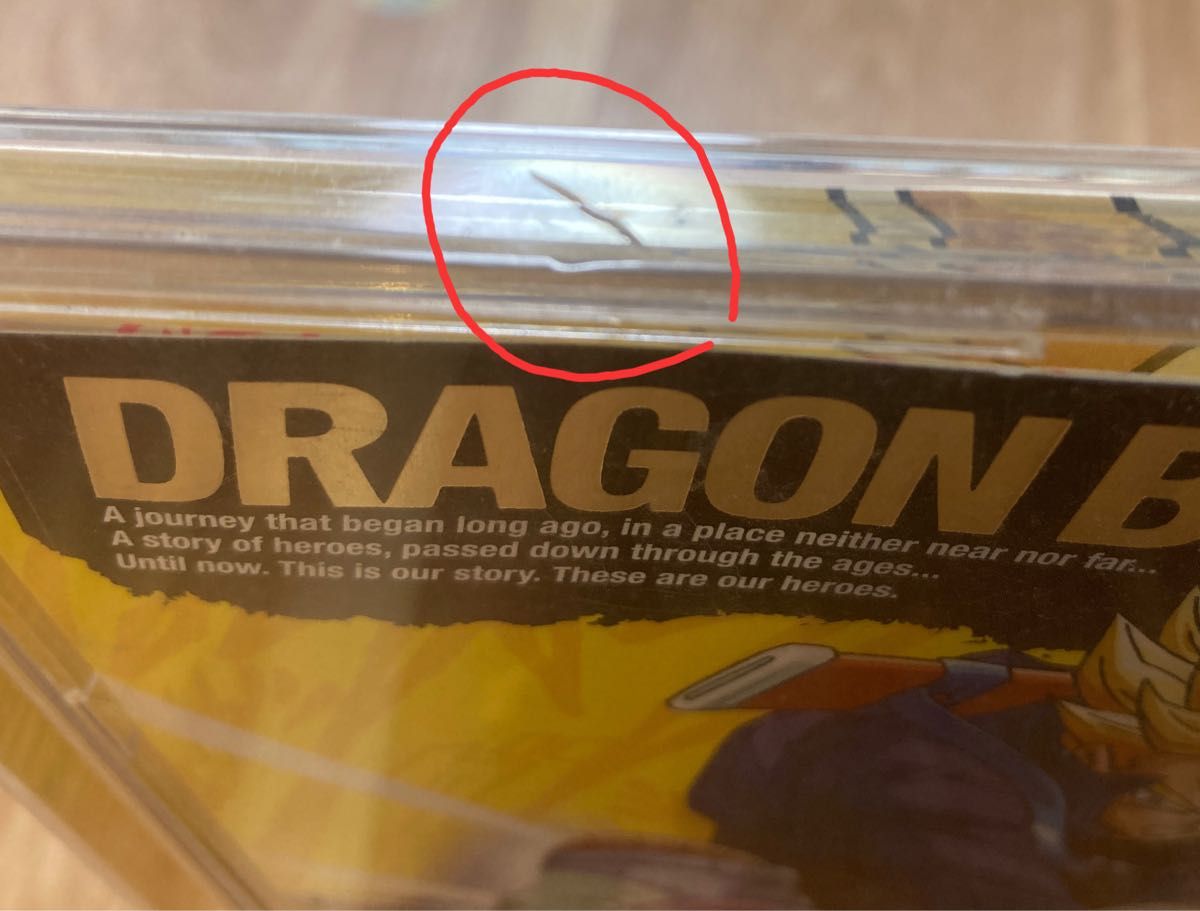 DRAGON B
A journey that began long ago, in a place neither near nor far...
A story of heroes, passed down through the ages...
Until now. This is our story. These are our heroes.